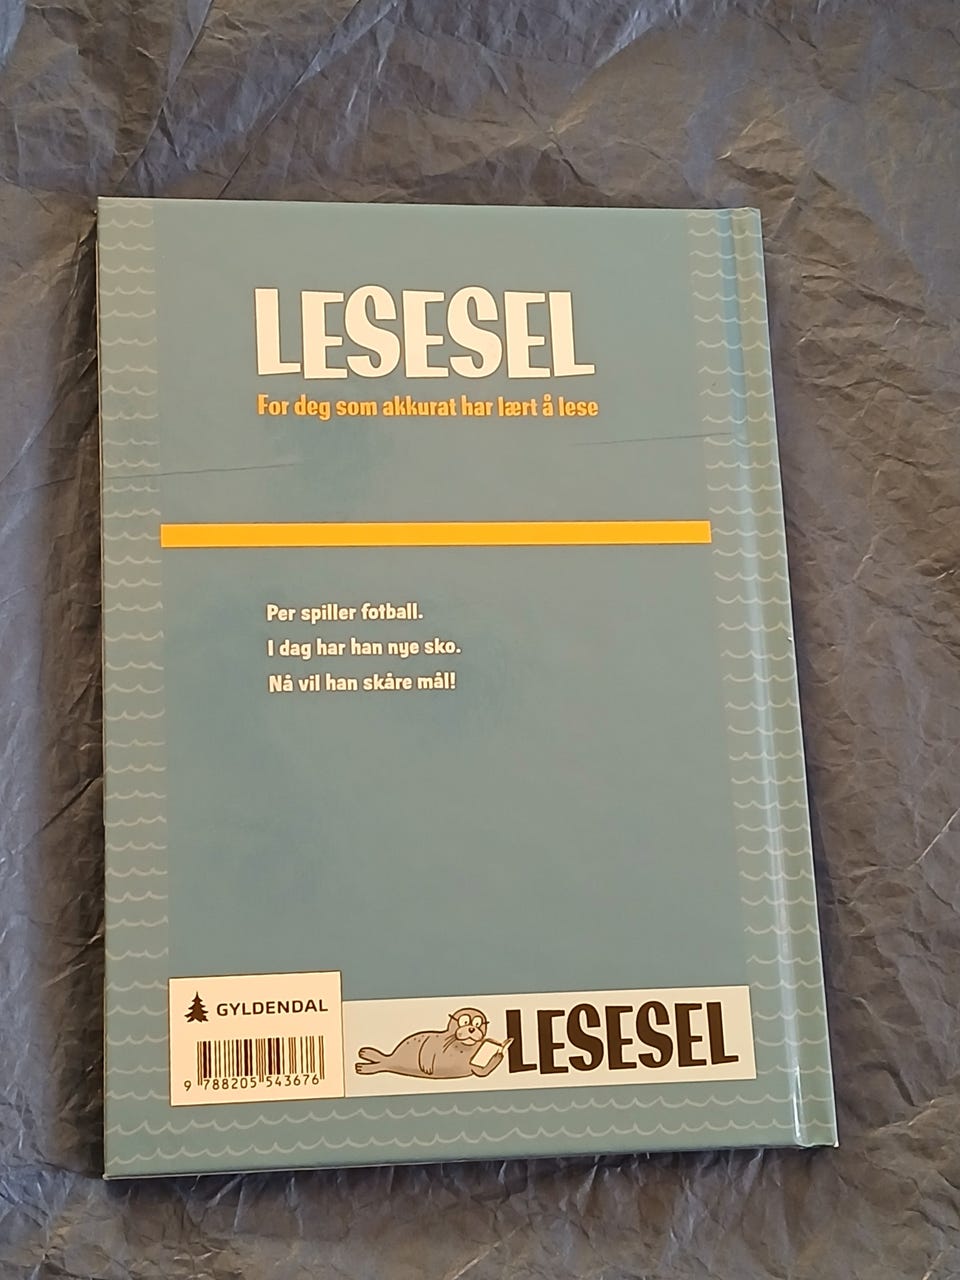 LESESEL
For deg som akkurat har lært å lese
Per spiller fotball.
I dag har han nye sko.
Nå vil han skåre mål!
GYLDENDAL
9 788205 543676
LESESEL